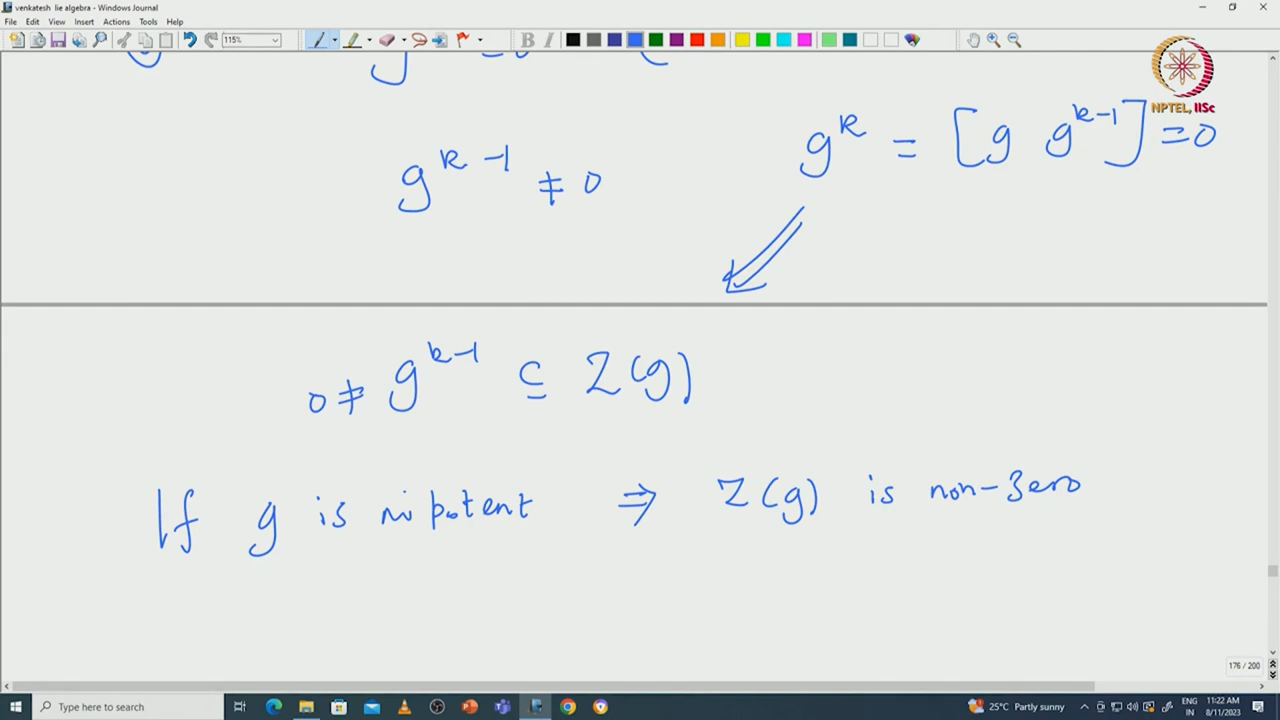 venkatesh lie algebra - Windows Journal
File Edit View Insert Actions Tools Help
115%
NPTEL, IISc
g^k = [g g^{k-1}] = 0
g^{k-1} ≠ 0
0 ≠ g^{k-1} ⊆ Z(g)
If g is nipotent ⇒ Z(g) is non-zero
176 / 200
Type here to search
25°C Partly sunny
ENG
IN
11:22 AM
8/11/2023